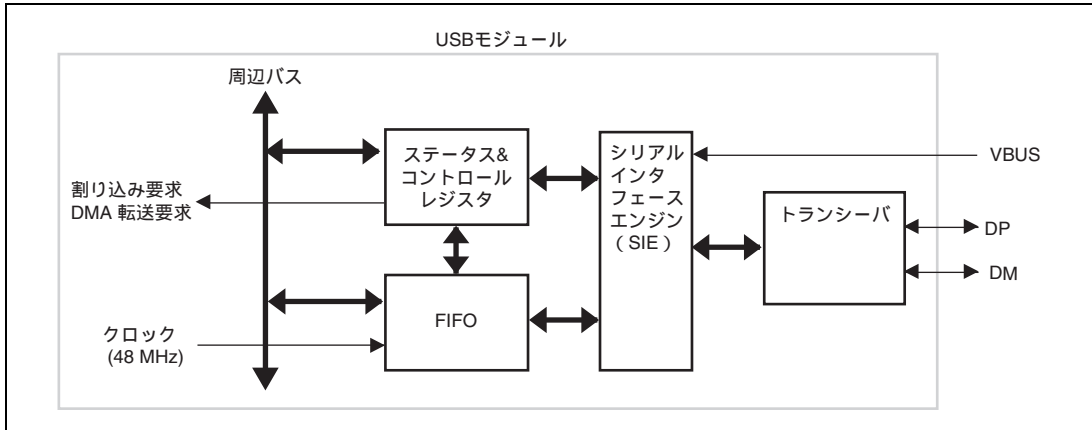 USBモジュール
周辺バス
ステータス&
コントロール
レジスタ
シリアル
インタ
フェース
エンジン
(SIE)
VBUS
割り込み要求
DMA 転送要求
トランシーバ
DP
DM
FIFO
クロック
(48 MHz)